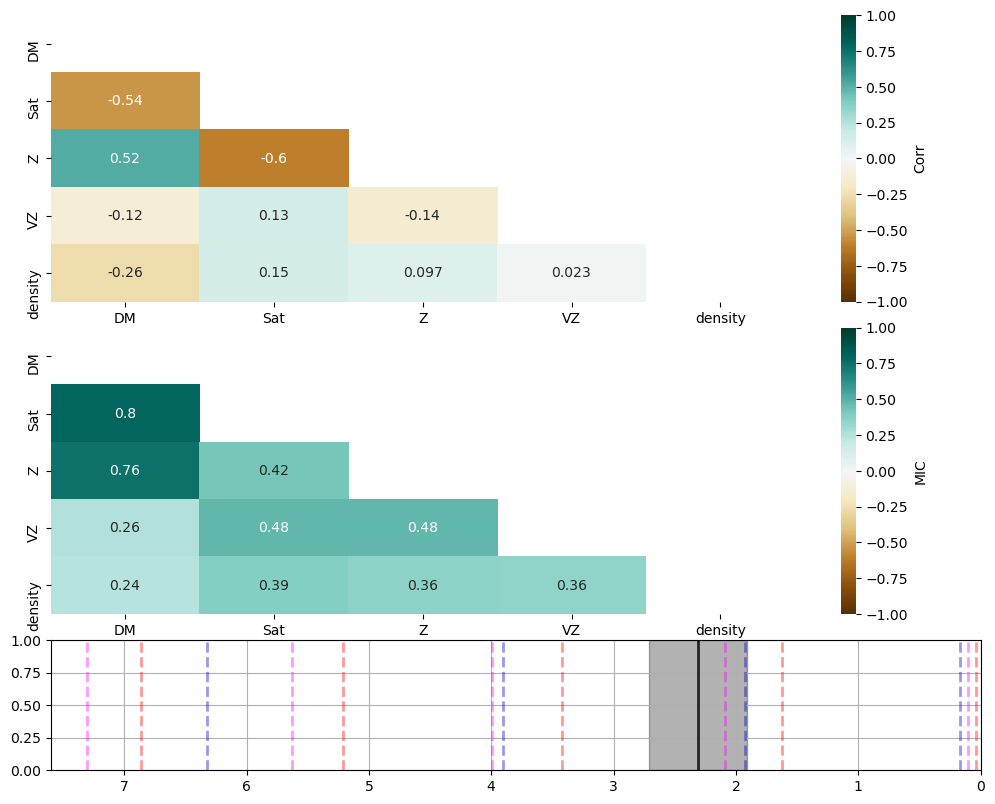 DM
Sat -0.54
Z 0.52 -0.6
VZ -0.12 0.13 -0.14
density -0.26 0.15 0.097 0.023
DM Sat Z VZ density
1.00
0.75
0.50
0.25
0.00
−0.25
−0.50
−0.75
−1.00
Corr
DM
Sat 0.8
Z 0.76 0.42
VZ 0.26 0.48 0.48
density 0.24 0.39 0.36 0.36
DM Sat Z VZ density
1.00
0.75
0.50
0.25
0.00
−0.25
−0.50
−0.75
−1.00
MIC
1.00
0.75
0.50
0.25
0.00
7 6 5 4 3 2 1 0